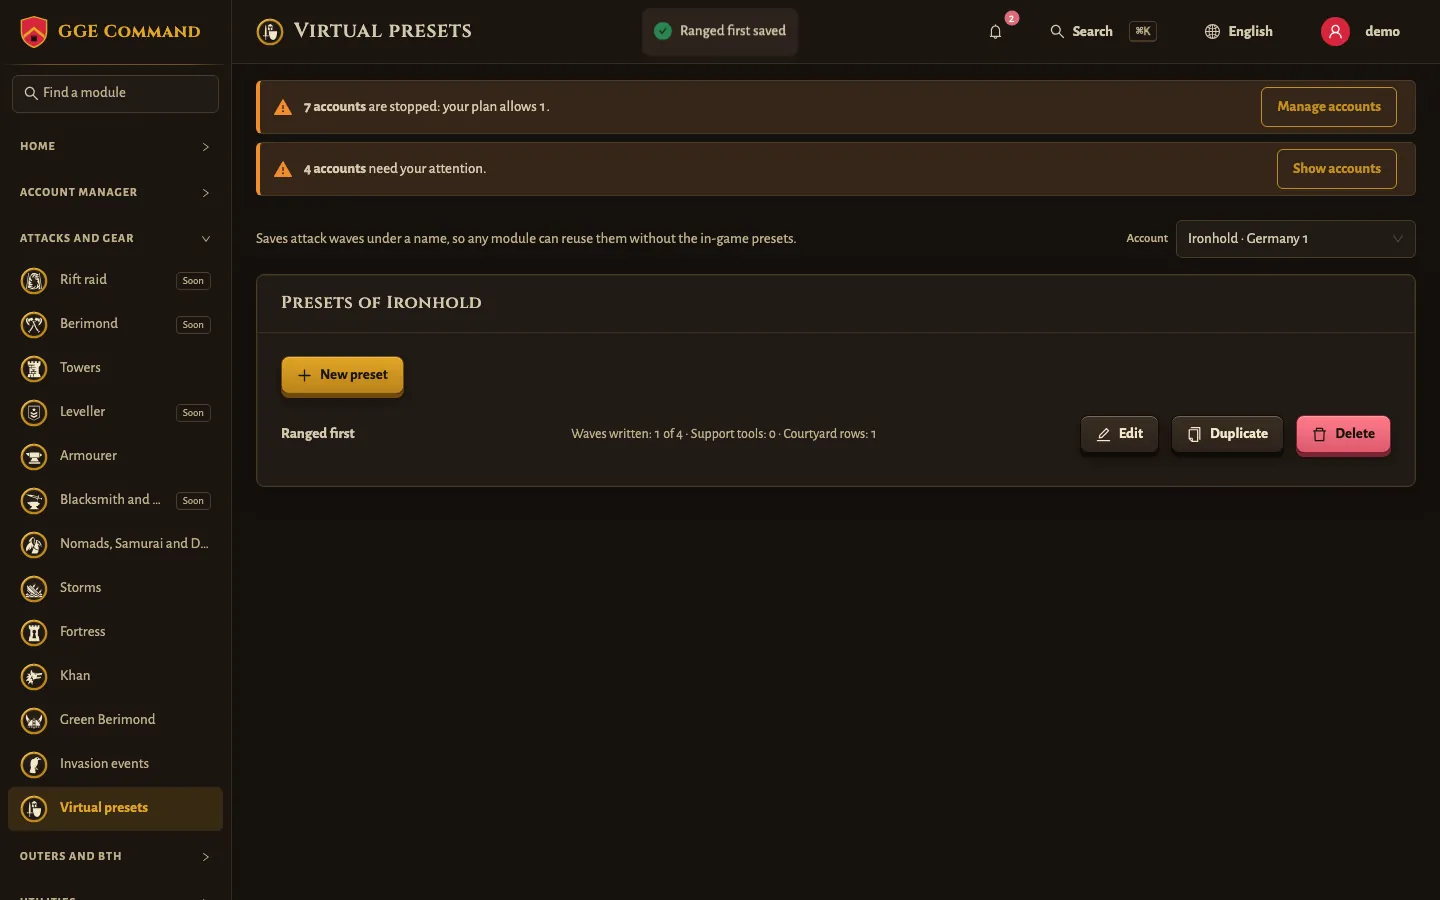 GGE Command
Virtual presets
Ranged first saved
2
Search
⌘K
English
demo
Find a module
HOME
ACCOUNT MANAGER
ATTACKS AND GEAR
Rift raid
Soon
Berimond
Soon
Towers
Leveller
Soon
Armourer
Blacksmith and ...
Soon
Nomads, Samurai and D...
Storms
Fortress
Khan
Green Berimond
Invasion events
Virtual presets
OUTERS AND BTH
UTILITIES
7 accounts are stopped: your plan allows 1.
Manage accounts
4 accounts need your attention.
Show accounts
Saves attack waves under a name, so any module can reuse them without the in-game presets.
Account
Ironhold · Germany 1
Presets of Ironhold
New preset
Ranged first
Waves written: 1 of 4 · Support tools: 0 · Courtyard rows: 1
Edit
Duplicate
Delete